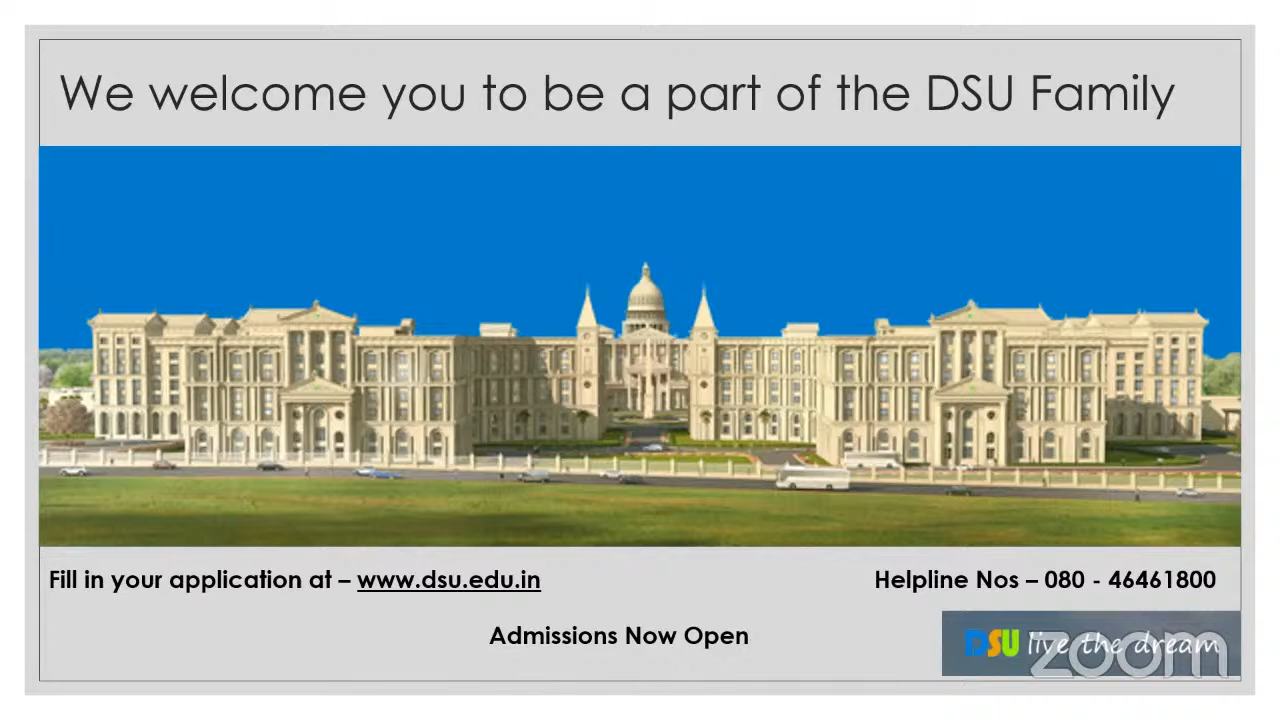 We welcome you to be a part of the DSU Family
Fill in your application at – www.dsu.edu.in
Helpline Nos – 080 - 46461800
Admissions Now Open
DSU live the dream
zoom